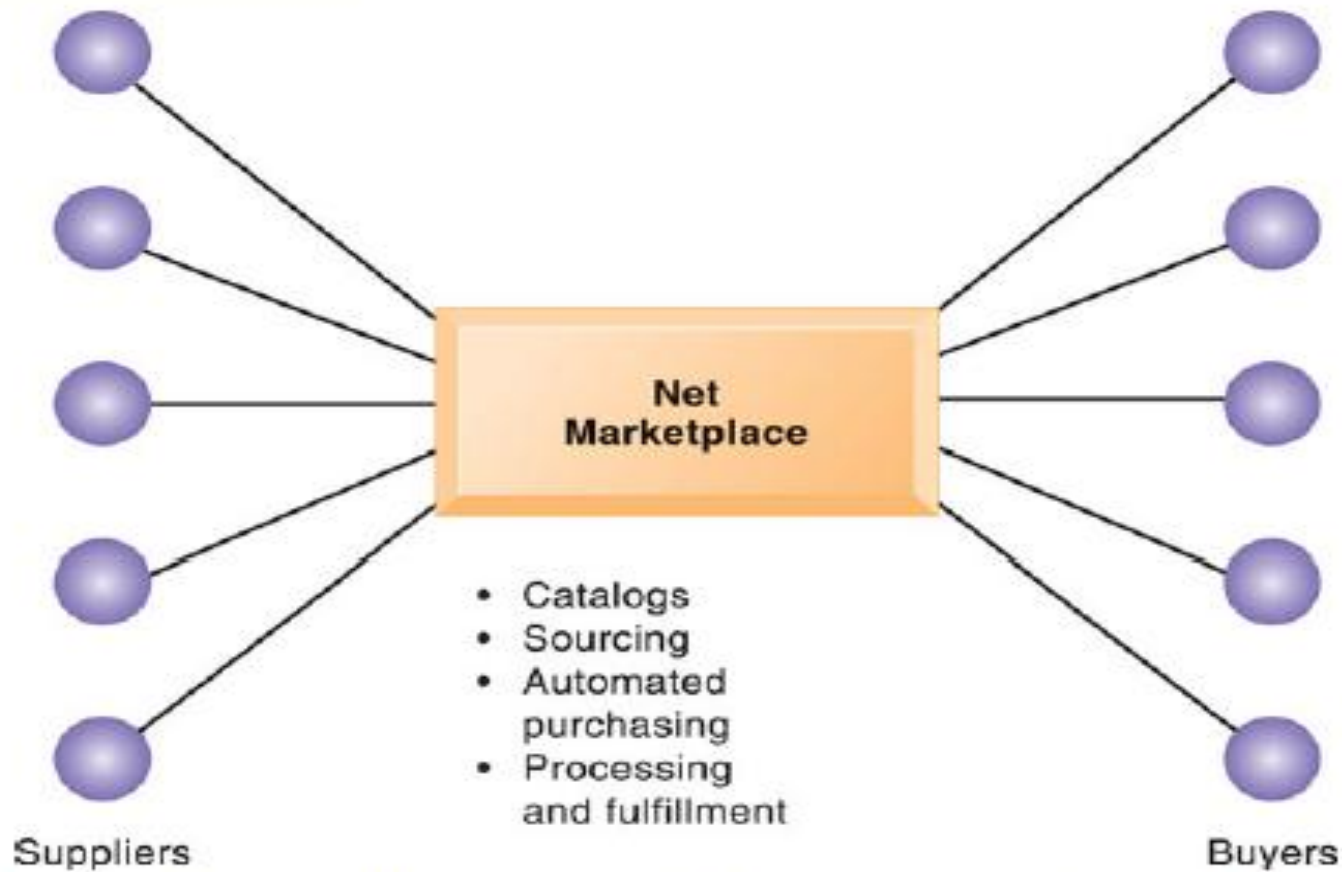 Net
Marketplace
• Catalogs
• Sourcing
• Automated
purchasing
• Processing
and fulfillment
Suppliers
Buyers